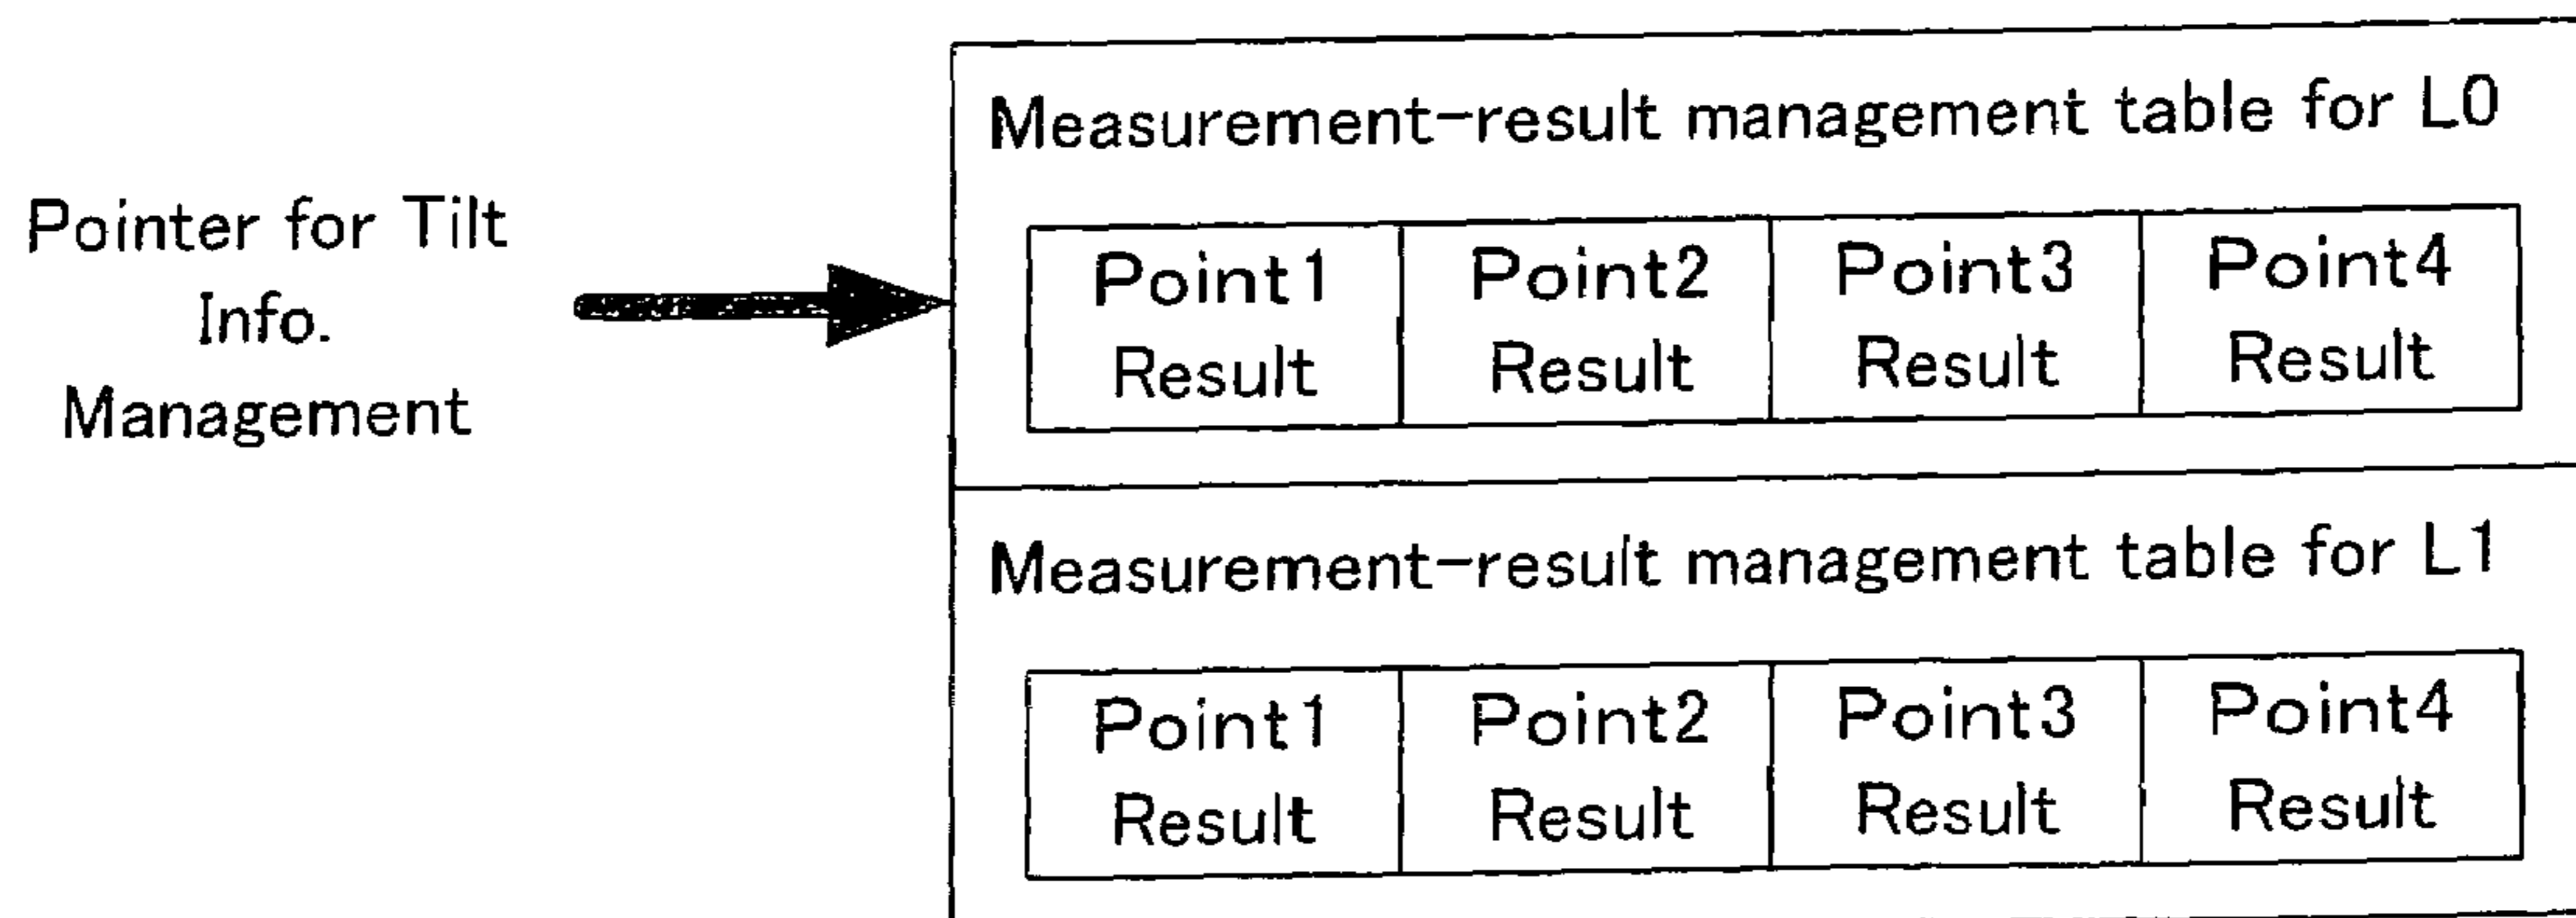 Pointer for Tilt
Info.
Management
Measurement-result management table for L0
Point1 Point2 Point3 Point4
Result Result Result Result
Measurement-result management table for L1
Point1 Point2 Point3 Point4
Result Result Result Result